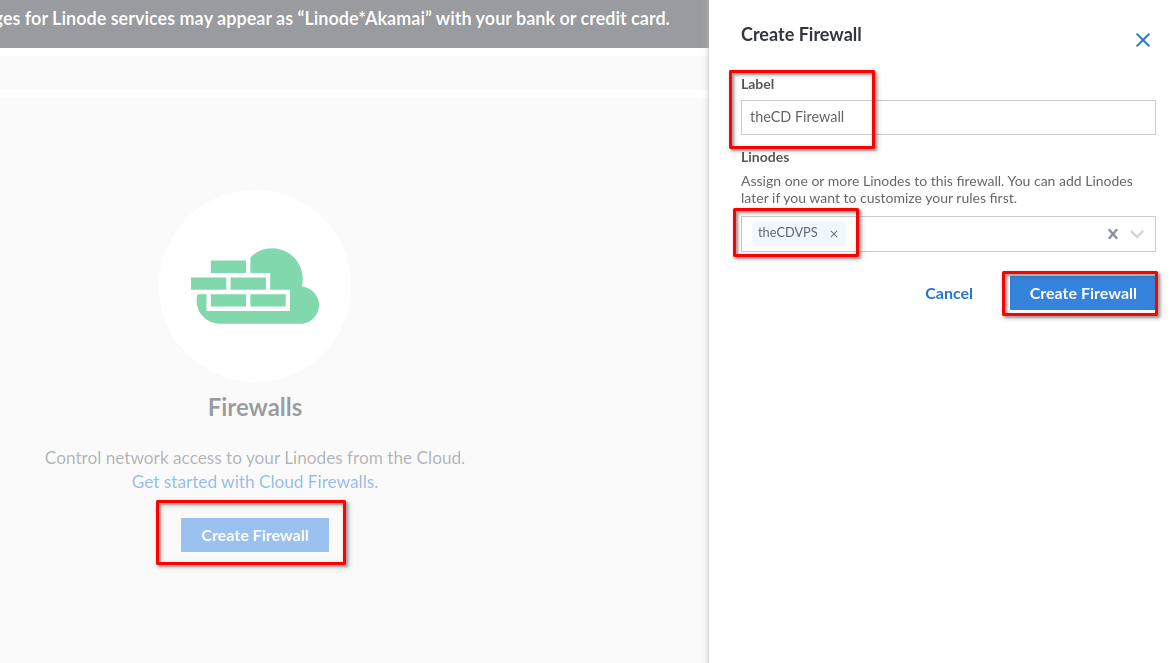 ges for Linode services may appear as “Linode*Akamai” with your bank or credit card.
Firewalls
Control network access to your Linodes from the Cloud.
Get started with Cloud Firewalls.
Create Firewall
Create Firewall
Label
theCD Firewall
Linodes
Assign one or more Linodes to this firewall. You can add Linodes
later if you want to customize your rules first.
theCDVPS
Cancel
Create Firewall